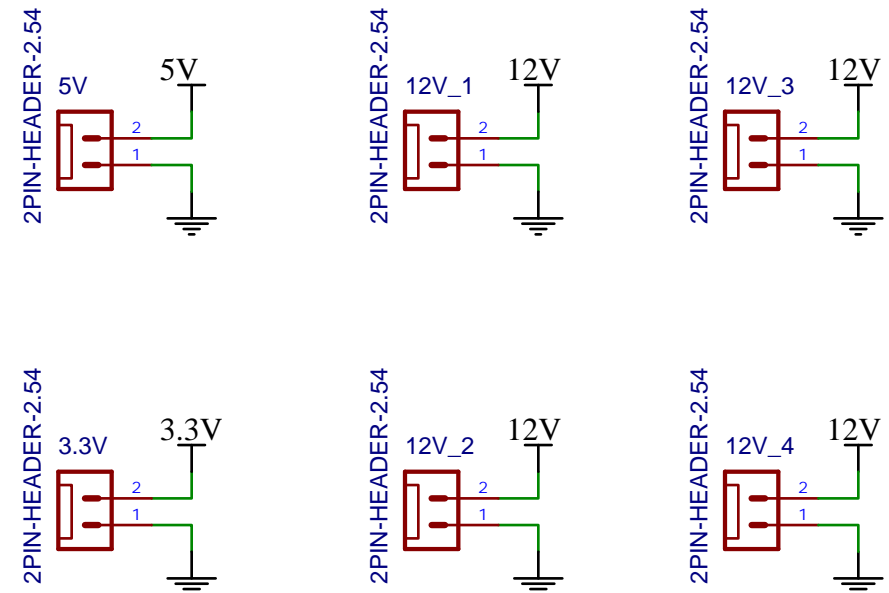 2PIN-HEADER-2.54
5V
5V
2
1
2PIN-HEADER-2.54
12V_1
12V
2
1
2PIN-HEADER-2.54
12V_3
12V
2
1
2PIN-HEADER-2.54
3.3V
3.3V
2
1
2PIN-HEADER-2.54
12V_2
12V
2
1
2PIN-HEADER-2.54
12V_4
12V
2
1